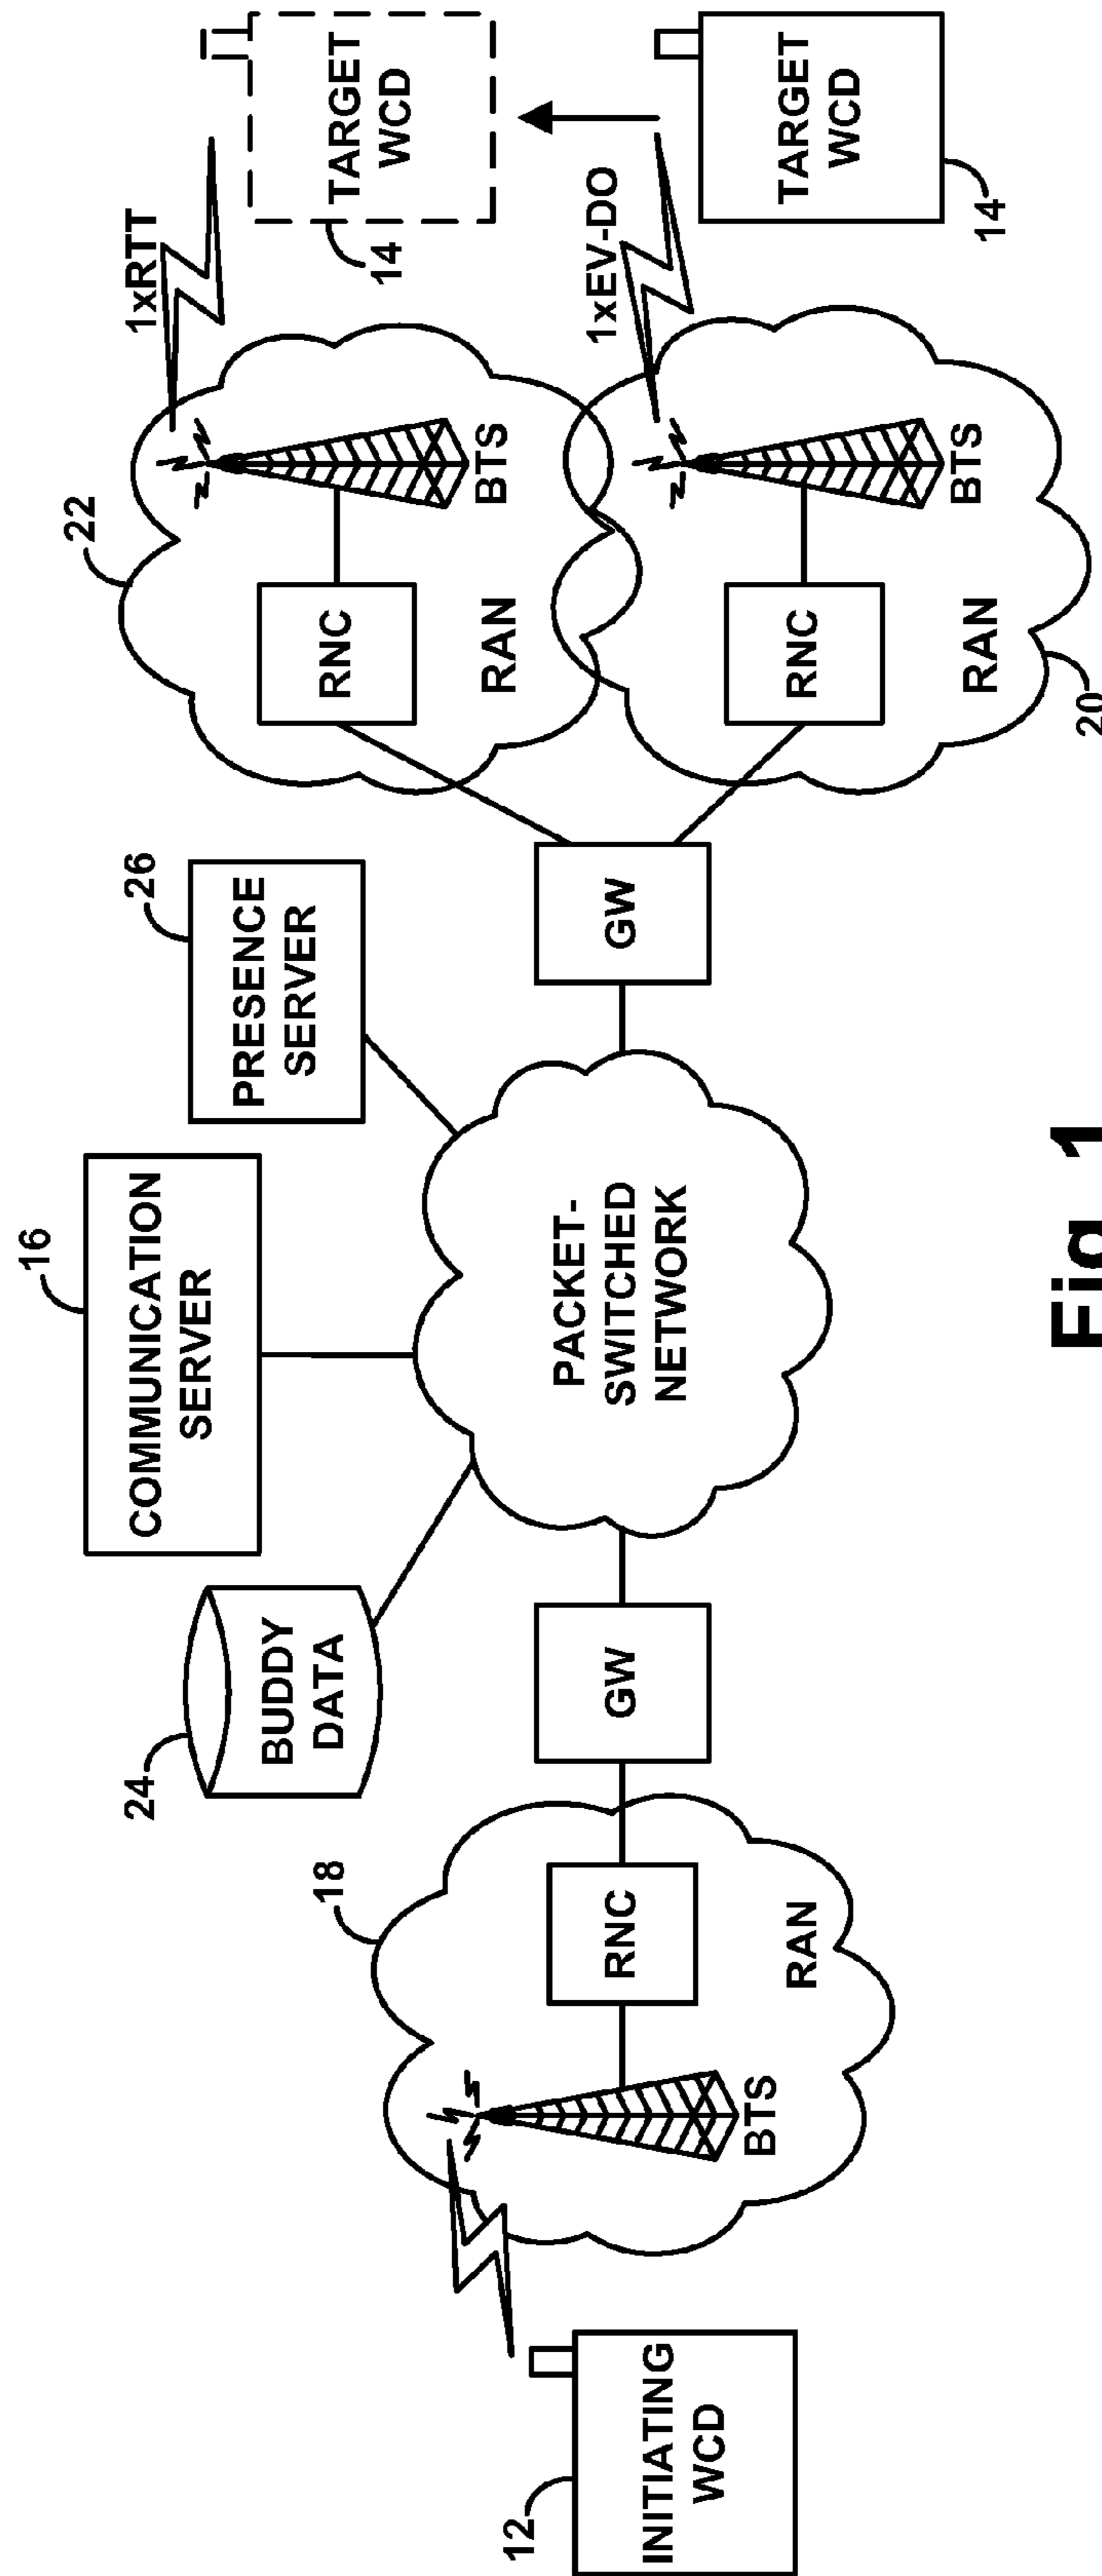 16
COMMUNICATION
SERVER
26
PRESENCE
SERVER
24
BUDDY
DATA
22
1xRTT
TARGET
WCD
14
RNC
BTS
RAN
18
BTS
RNC
RAN
GW
PACKET-
SWITCHED
NETWORK
GW
12
INITIATING
WCD
1xEV-DO
TARGET
WCD
14
RNC
BTS
RAN
20
Fig. 1